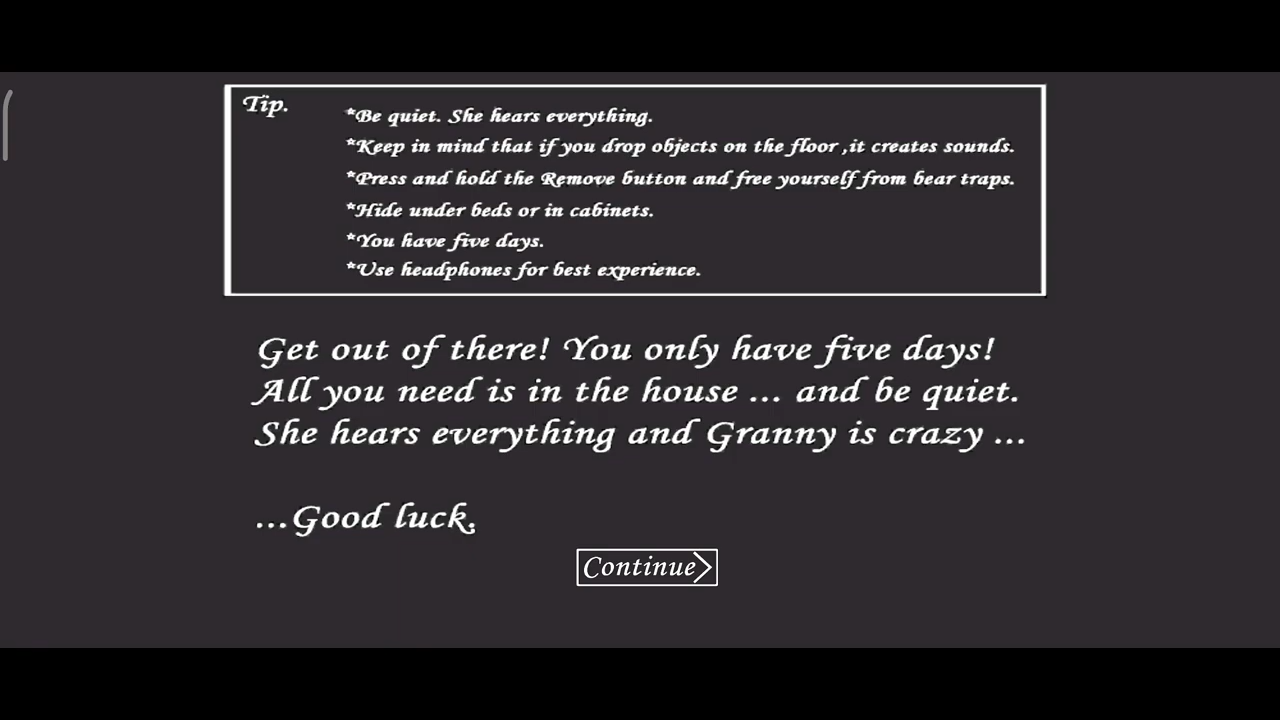 Tip.
*Be quiet. She hears everything.
*Keep in mind that if you drop objects on the floor ,it creates sounds.
*Press and hold the Remove button and free yourself from bear traps.
*Hide under beds or in cabinets.
*You have five days.
*Use headphones for best experience.
Get out of there! You only have five days!
All you need is in the house ... and be quiet.
She hears everything and Granny is crazy ...
...Good luck.
Continue>